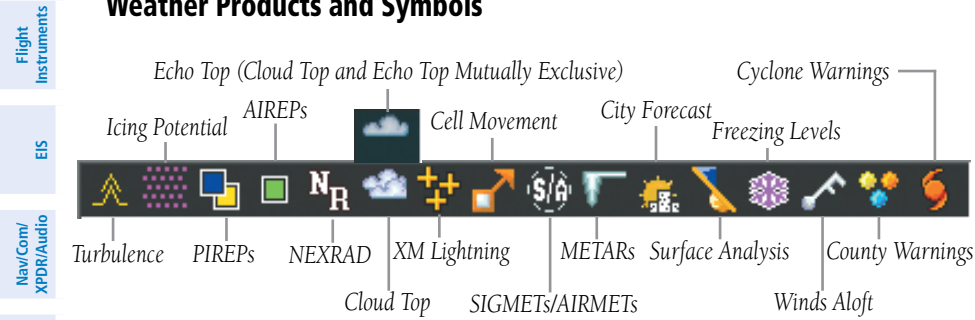 Weather Products and Symbols
Flight
Instruments
EIS
Nav/Com/
XPDR/Audio
Echo Top (Cloud Top and Echo Top Mutually Exclusive)
Cyclone Warnings
AIREPs
City Forecast
Icing Potential
Cell Movement
Freezing Levels
NR
S/A
Turbulence
PIREPs
NEXRAD
XM Lightning
METARs
Surface Analysis
County Warnings
Cloud Top
SIGMETs/AIRMETs
Winds Aloft